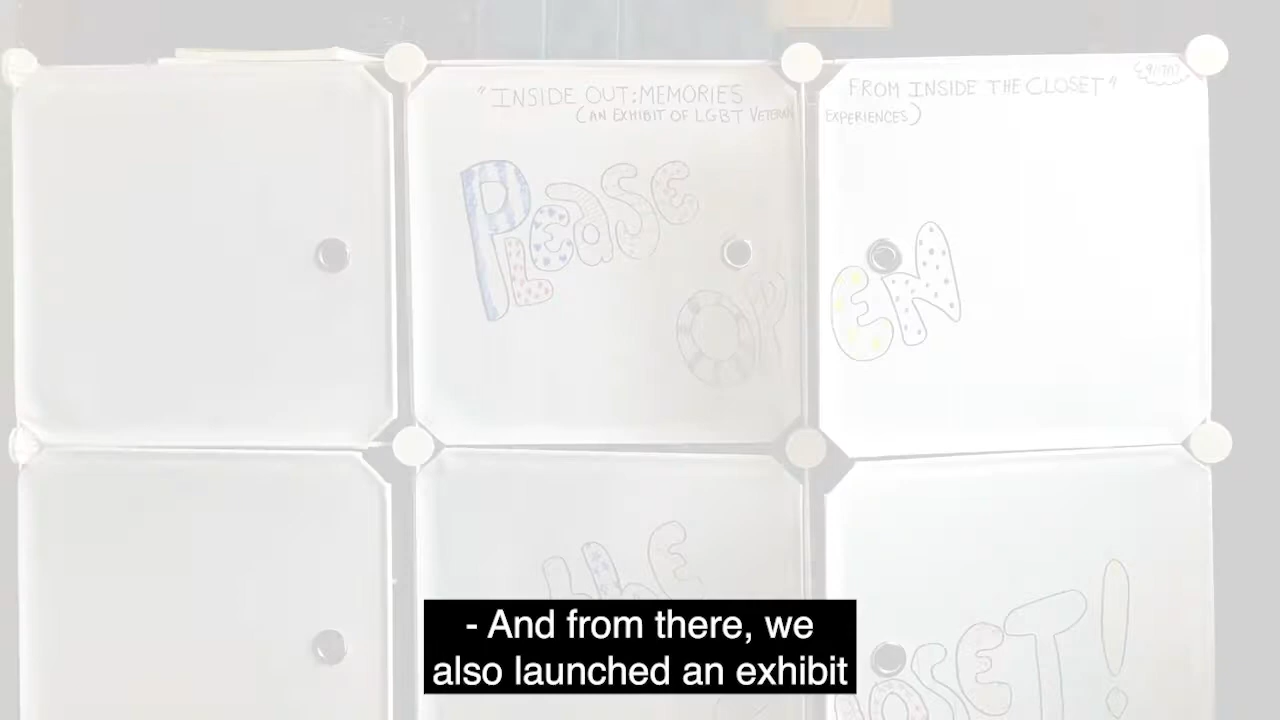 "INSIDE OUT: MEMORIES FROM INSIDE THE CLOSET"
(AN EXHIBIT OF LGBT VETERAN EXPERIENCES)
PLEASE
OPEN
the
CLOSET!
- And from there, we
also launched an exhibit